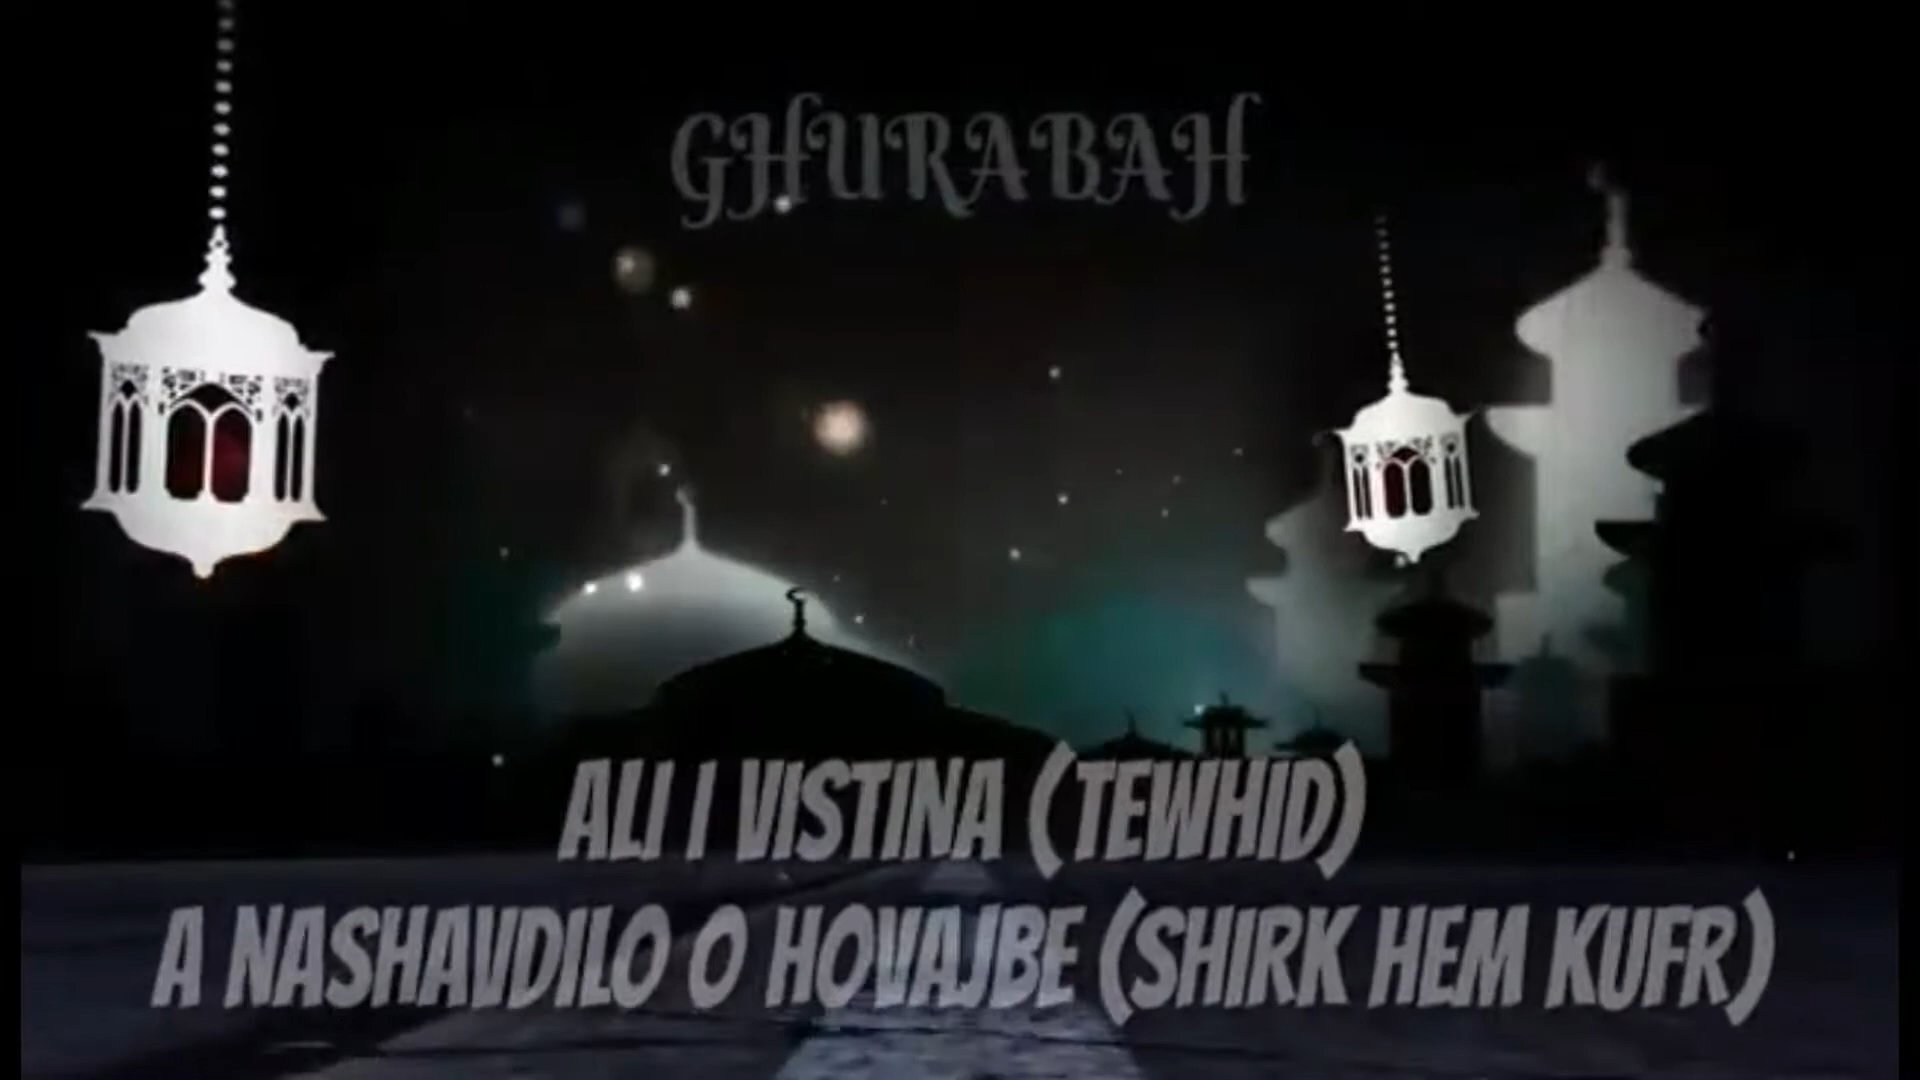 GHURABAH
ALI I VISTINA (TEWHID)
A NASHAVDILO O HOVAJBE (SHIRK HEM KUFR)